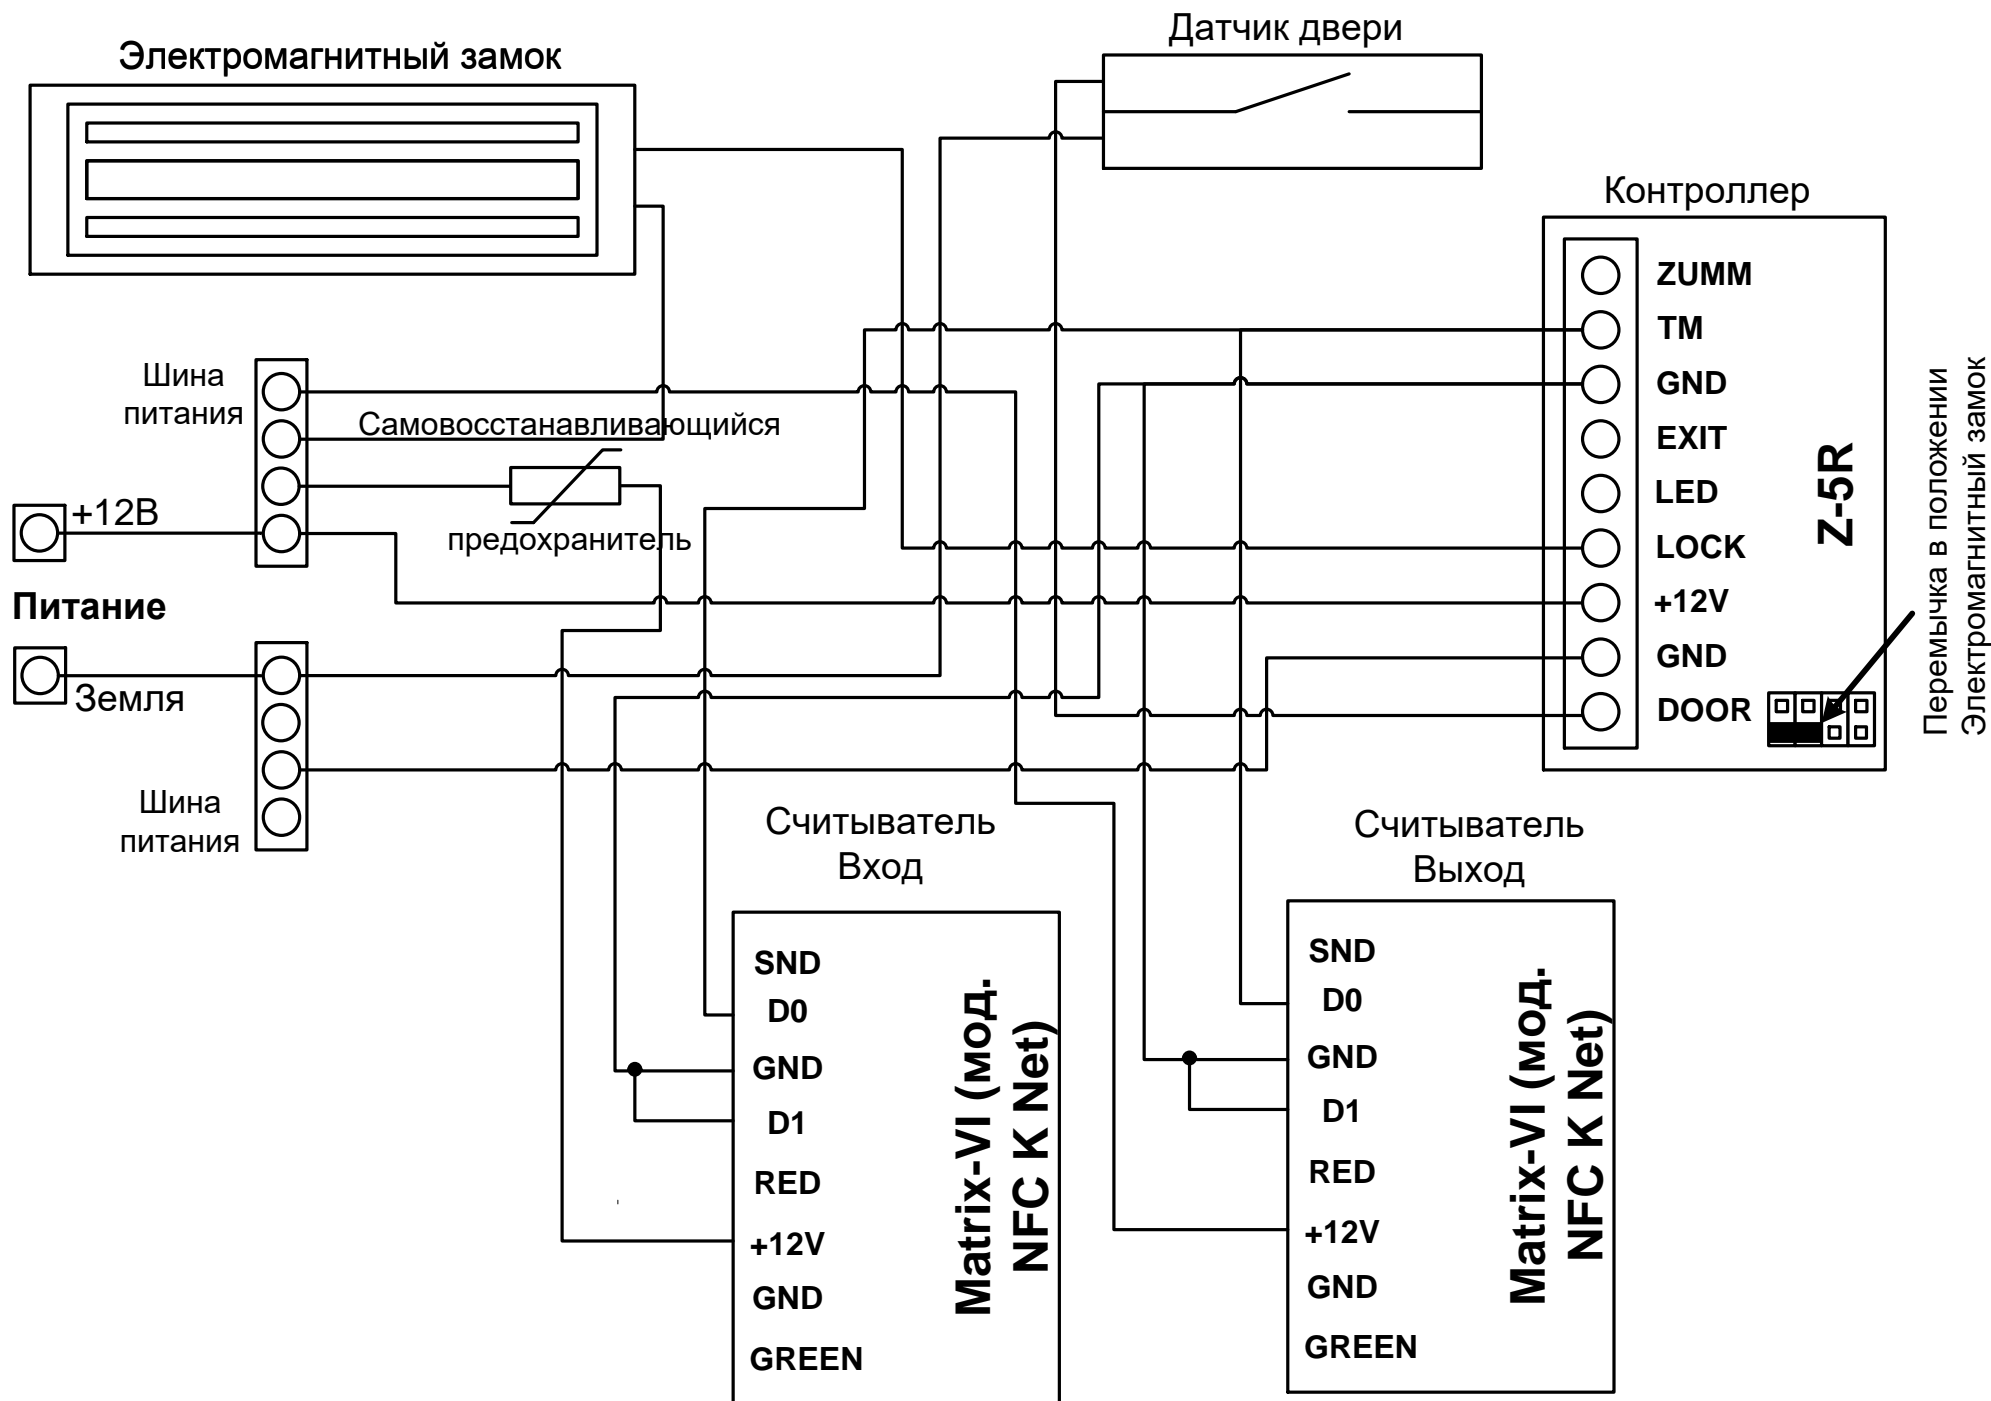 Датчик двери
Электромагнитный замок
Контроллер
ZUMM
TM
GND
EXIT
LED
LOCK
+12V
GND
DOOR
Z-5R
Перемычка в положении
Электромагнитный замок
Шина
питания
Самовосстанавливающийся
предохранитель
+12В
Питание
Земля
Шина
питания
Считыватель
Вход
SND
D0
GND
D1
RED
+12V
GND
GREEN
Matrix-VI (мод.
NFC K Net)
Считыватель
Выход
SND
D0
GND
D1
RED
+12V
GND
GREEN
Matrix-VI (мод.
NFC K Net)